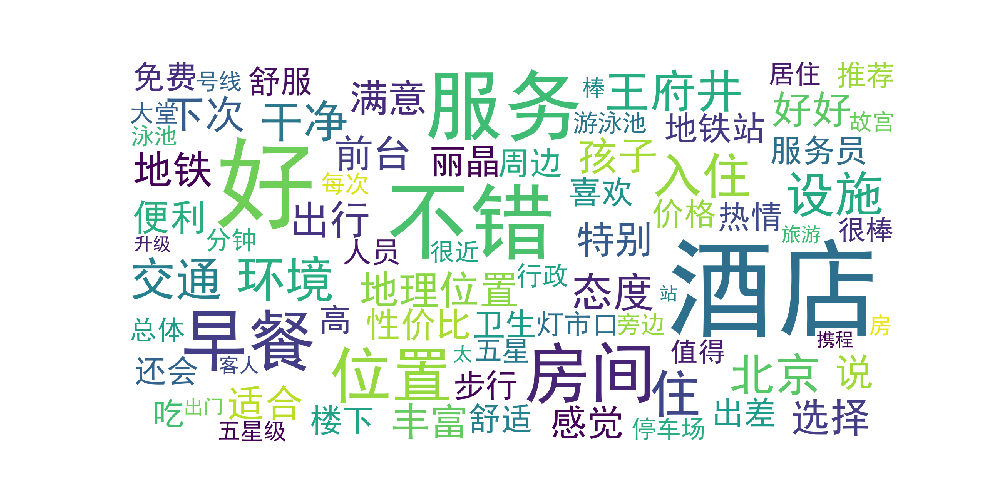 免费
号线
舒服
满意
服务
棒
王府井
居住
推荐
大堂
下次
干净
游泳池
地铁站
好好
故宫
泳池
地铁
好
前台
丽晶
周边
孩子
入住
服务员
每次
不错
喜欢
设施
便利
出行
价格
热情
很棒
升级
分钟
人员
很近
特别
旅游
酒店
交通
环境
地理位置
行政
态度
站
总体
早餐
高
性价比
卫生
灯市口
旁边
房
还会
客人
位置
太
五星
房间
值得
携程
步行
住
北京
说
吃
出门
适合
楼下
丰富
舒适
感觉
停车场
出差
选择
五星级